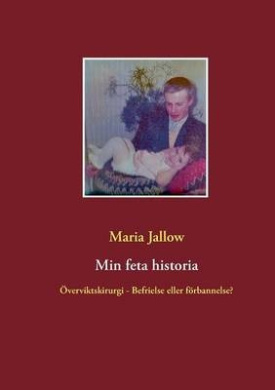 Maria Jallow
Min feta historia
Överviktskirurgi - Befrielse eller förbannelse?